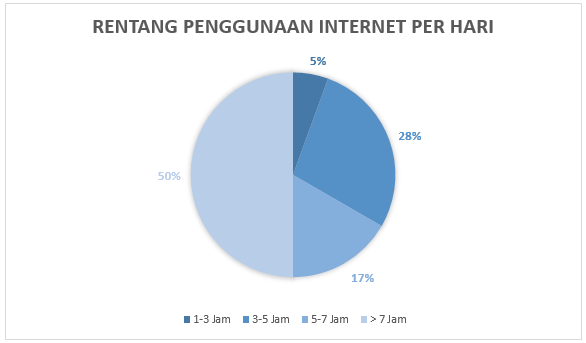 RENTANG PENGGUNAAN INTERNET PER HARI
5%
28%
50%
17%
1-3 Jam 3-5 Jam 5-7 Jam > 7 Jam